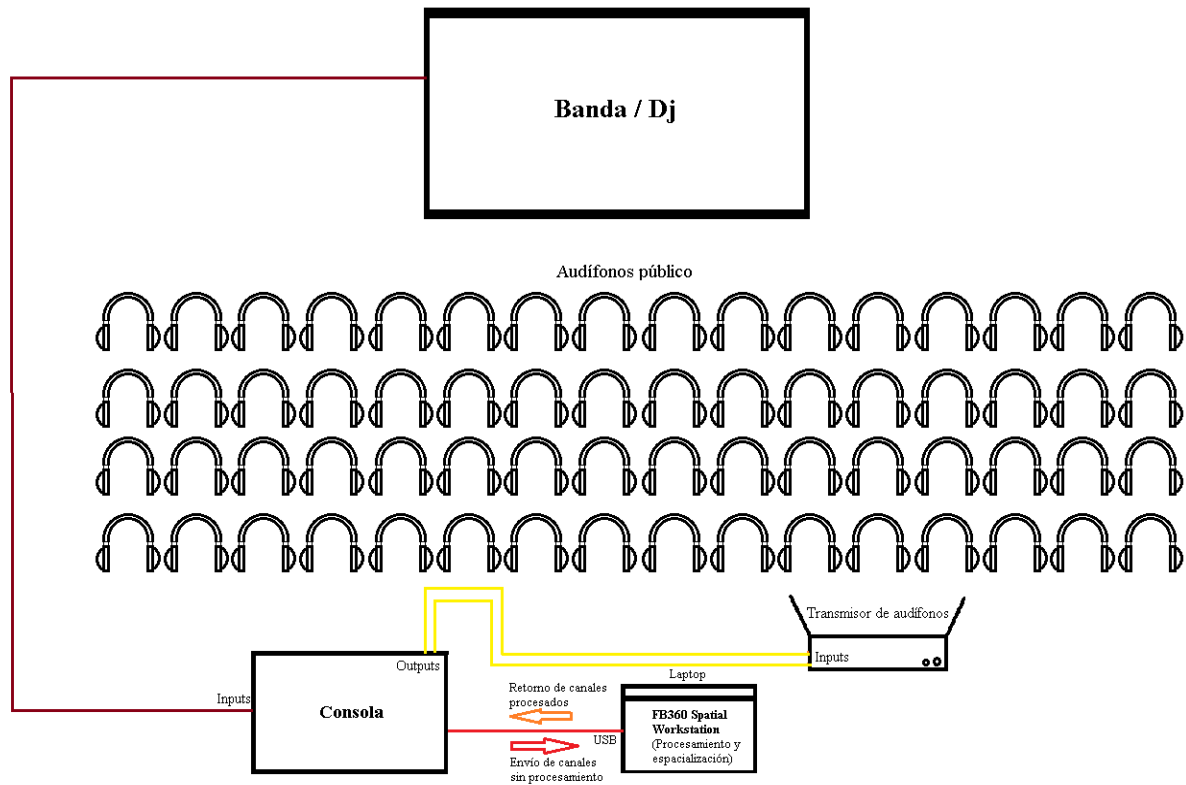 Banda / Dj
Audífonos público
Transmisor de audífonos
Inputs
Outputs
Inputs
Consola
Laptop
Retorno de canales
procesados
USB
Envío de canales
sin procesamiento
FB360 Spatial
Workstation
(Procesamiento y
espacialización)